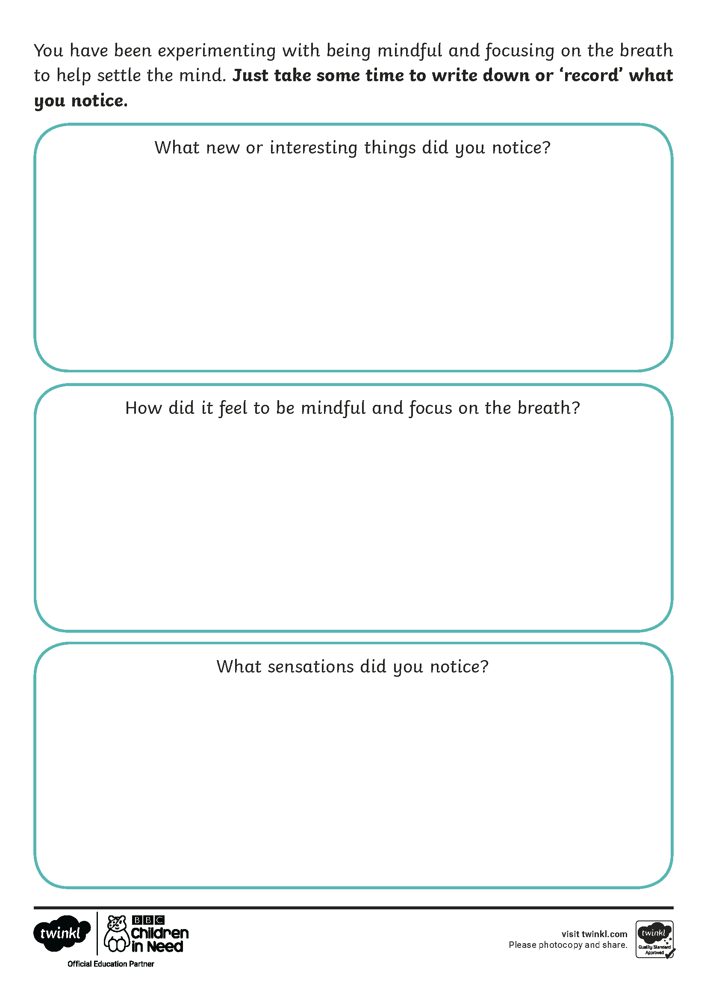 You have been experimenting with being mindful and focusing on the breath
to help settle the mind. Just take some time to write down or ‘record’ what
you notice.
What new or interesting things did you notice?
How did it feel to be mindful and focus on the breath?
What sensations did you notice?
twinkl
BBC
Children
in Need
Official Education Partner
visit twinkl.com
Please photocopy and share.
twinkl
Quality Standard
Approved